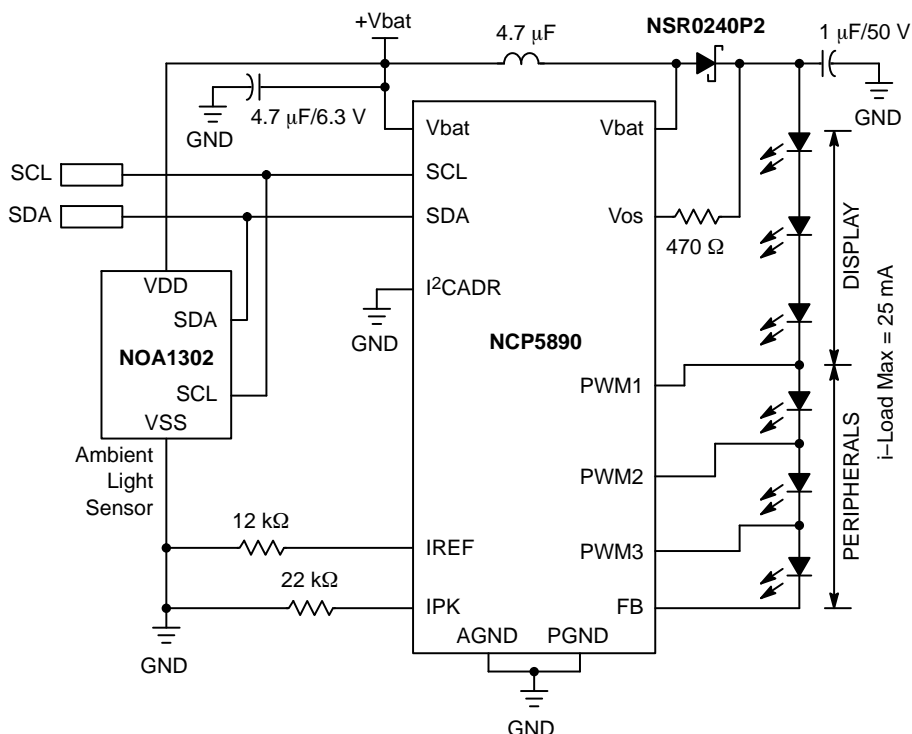 +Vbat
4.7 μF
NSR0240P2
1 μF/50 V
GND
4.7 μF/6.3 V
GND
Vbat
Vbat
SCL
SCL
SDA
SDA
Vos
470 Ω
VDD
SDA
I²CADR
GND
NOA1302
NCP5890
SCL
VSS
PWM1
DISPLAY
i–Load Max = 25 mA
Ambient
Light
Sensor
PWM2
PERIPHERALS
12 kΩ
IREF
PWM3
22 kΩ
IPK
FB
AGND
PGND
GND
GND